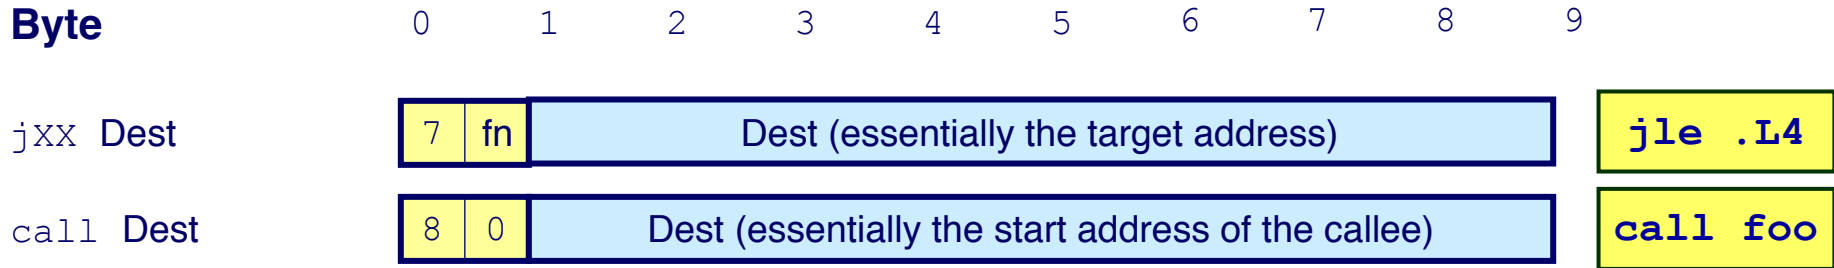 Byte 0 1 2 3 4 5 6 7 8 9
jXX Dest 7 fn Dest (essentially the target address) jle .L4
call Dest 8 0 Dest (essentially the start address of the callee) call foo